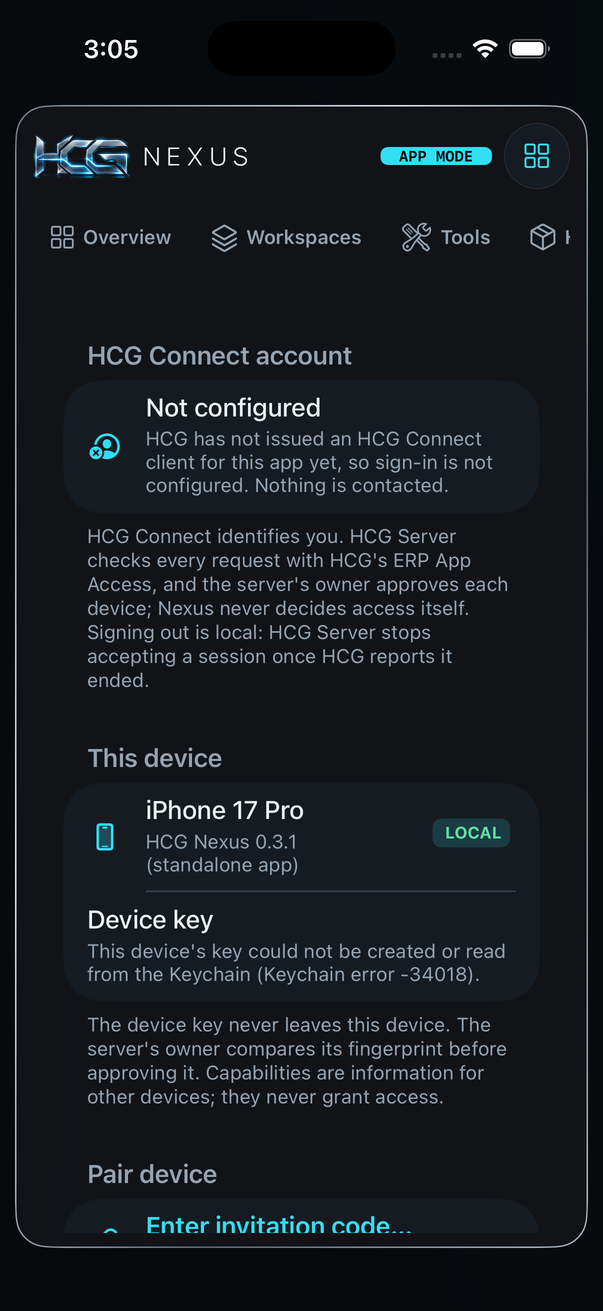 3:05
HCG NEXUS
APP MODE
Overview
Workspaces
Tools
HCG Connect account
Not configured
HCG has not issued an HCG Connect
client for this app yet, so sign-in is not
configured. Nothing is contacted.
HCG Connect identifies you. HCG Server
checks every request with HCG's ERP App
Access, and the server's owner approves each
device; Nexus never decides access itself.
Signing out is local: HCG Server stops
accepting a session once HCG reports it
ended.
This device
iPhone 17 Pro
HCG Nexus 0.3.1
(standalone app)
LOCAL
Device key
This device's key could not be created or read
from the Keychain (Keychain error -34018).
The device key never leaves this device. The
server's owner compares its fingerprint before
approving it. Capabilities are information for
other devices; they never grant access.
Pair device
Enter invitation code...